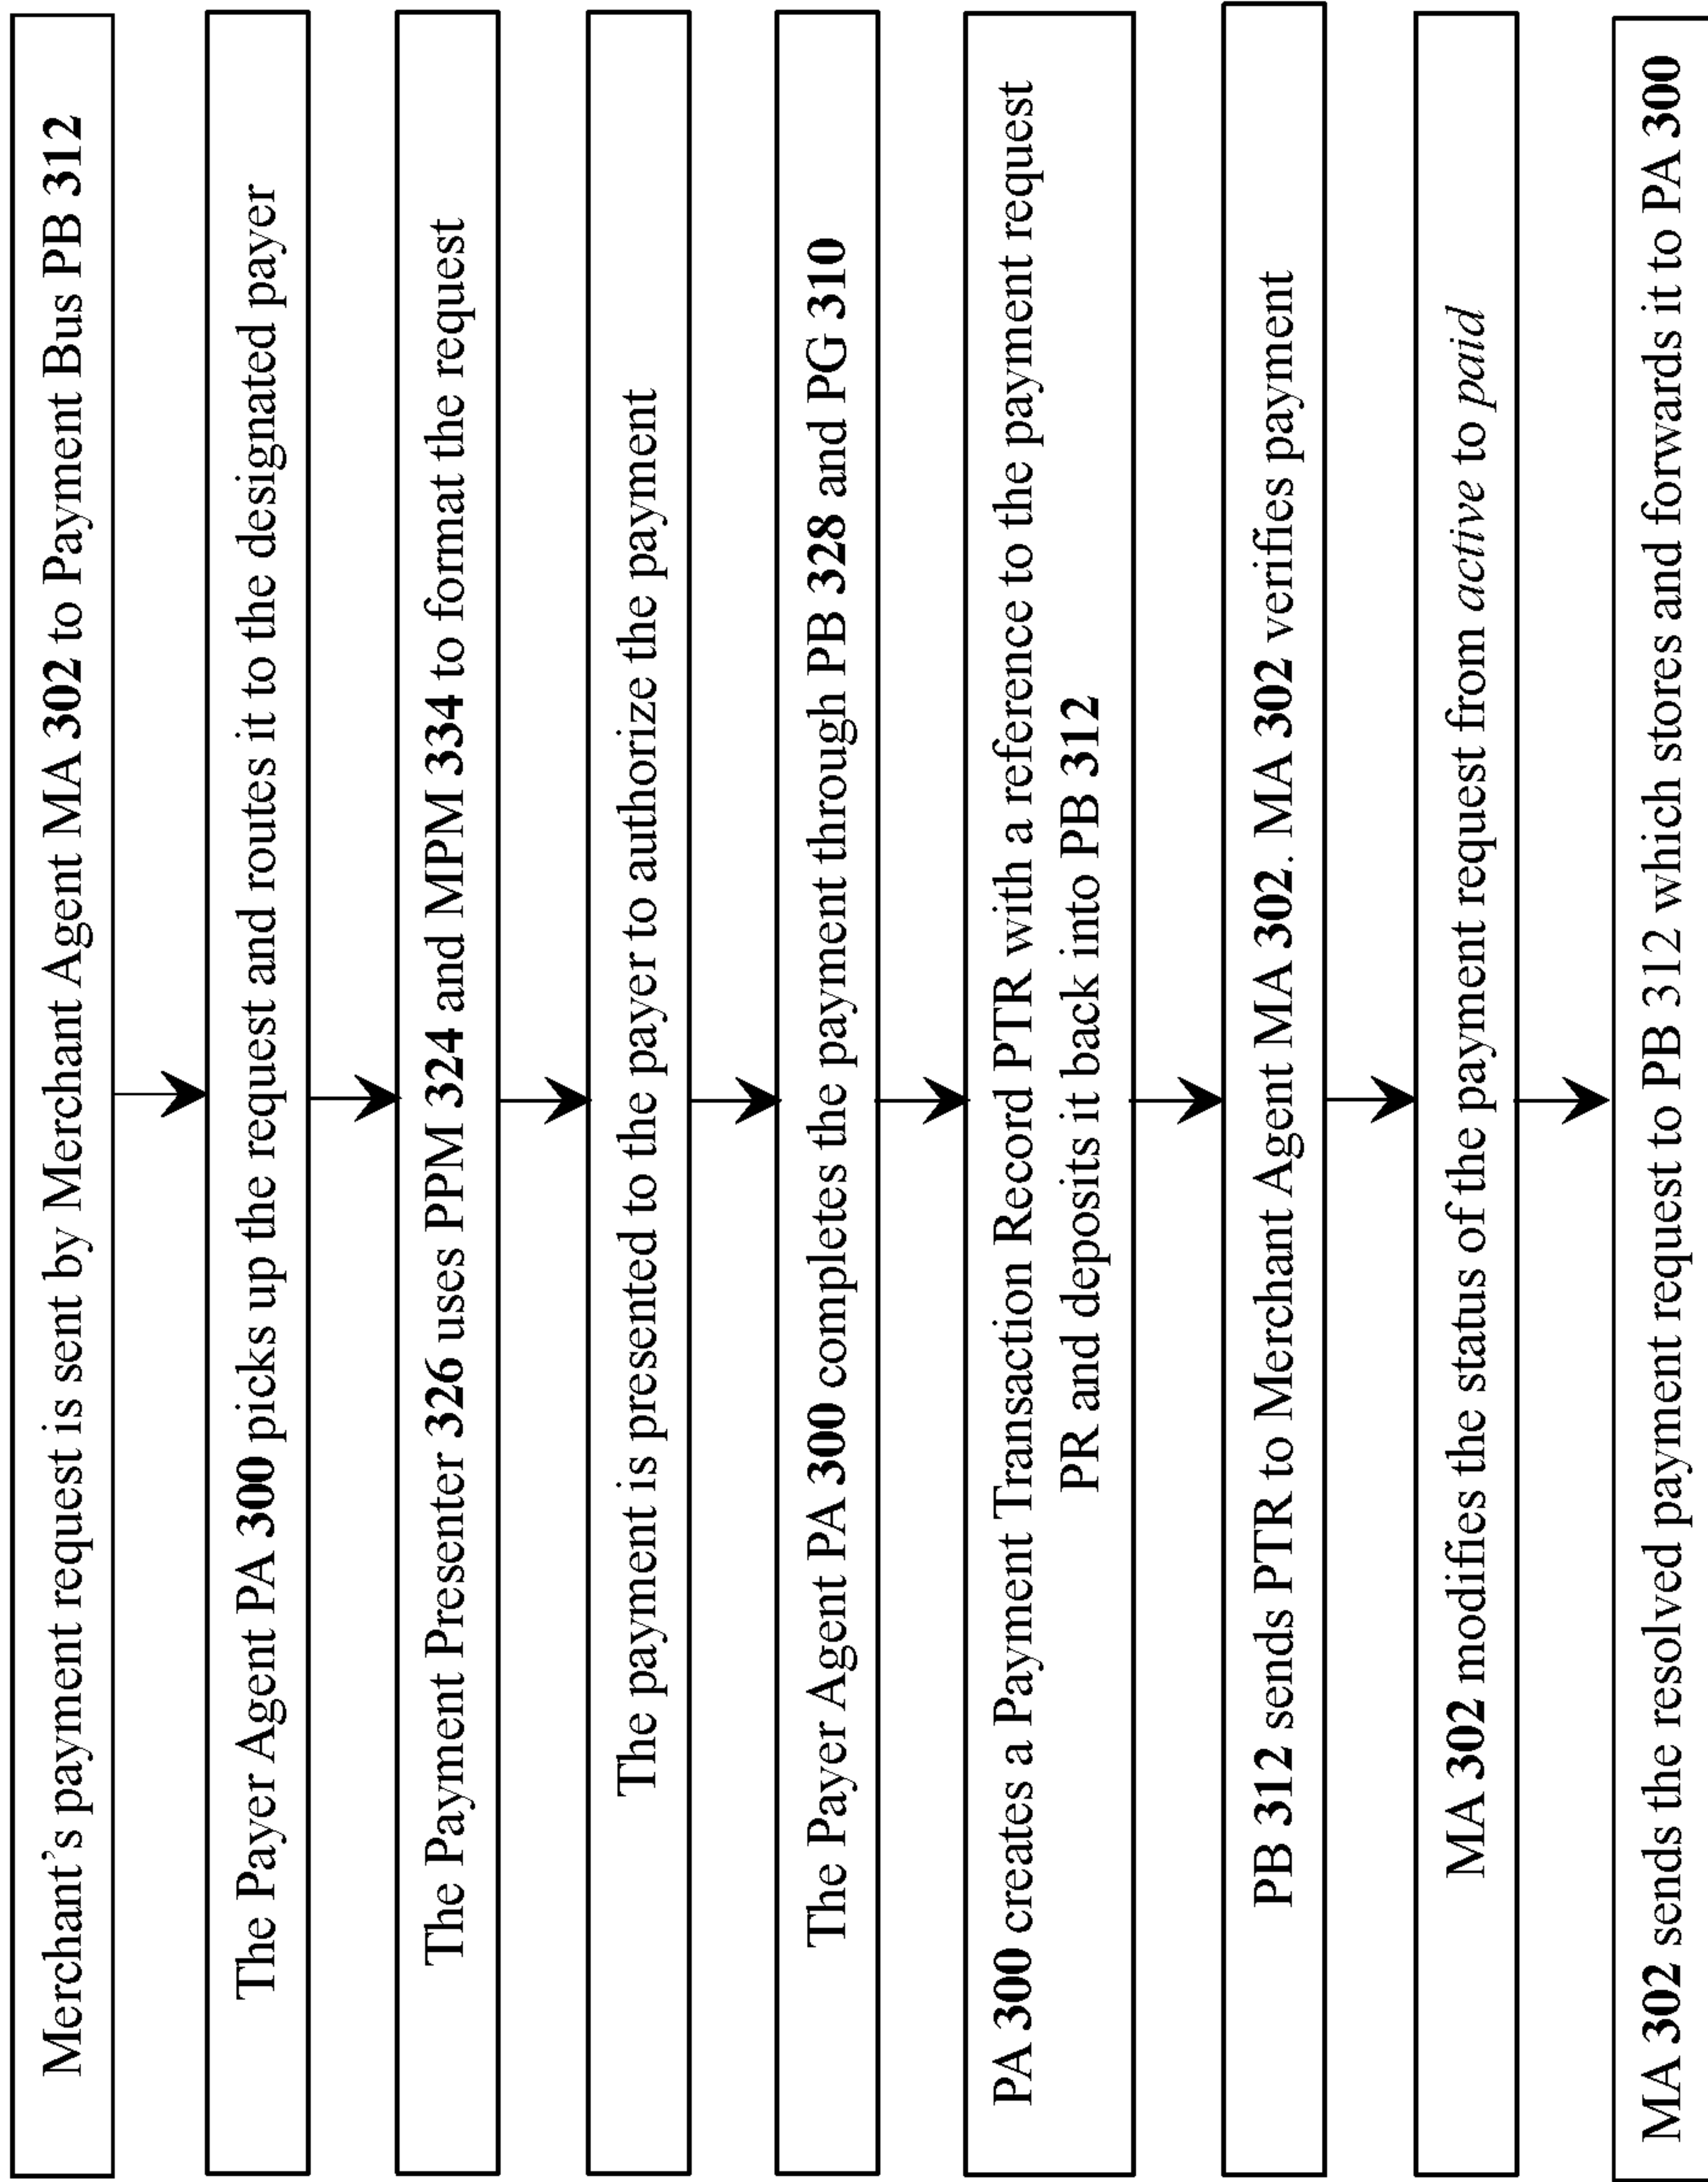 Merchant's payment request is sent by Merchant Agent MA 302 to Payment Bus PB 312
The Payer Agent PA 300 picks up the request and routes it to the designated payer
The Payment Presenter 326 uses PPM 324 and MPM 334 to format the request
The payment is presented to the payer to authorize the payment
The Payer Agent PA 300 completes the payment through PB 328 and PG 310
PA 300 creates a Payment Transaction Record PTR with a reference to the payment request
PR and deposits it back into PB 312
PB 312 sends PTR to Merchant Agent MA 302. MA 302 verifies payment
MA 302 modifies the status of the payment request from active to paid
MA 302 sends the resolved payment request to PB 312 which stores and forwards it to PA 300